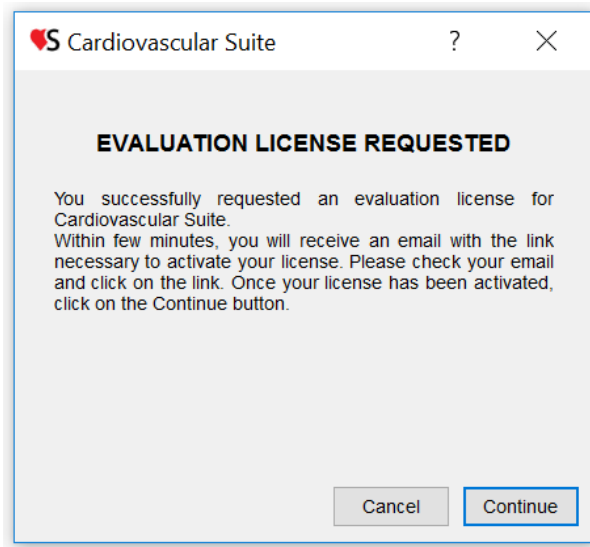 S Cardiovascular Suite ? ×
EVALUATION LICENSE REQUESTED
You successfully requested an evaluation license for
Cardiovascular Suite.
Within few minutes, you will receive an email with the link
necessary to activate your license. Please check your email
and click on the link. Once your license has been activated,
click on the Continue button.
Cancel Continue